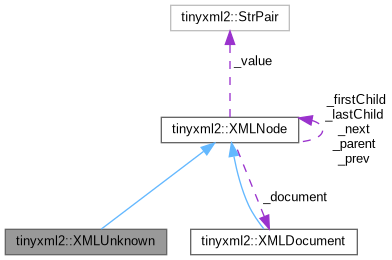 tinyxml2::StrPair
_value
_firstChild
_lastChild
_next
_parent
_prev
tinyxml2::XMLNode
_document
tinyxml2::XMLUnknown
tinyxml2::XMLDocument